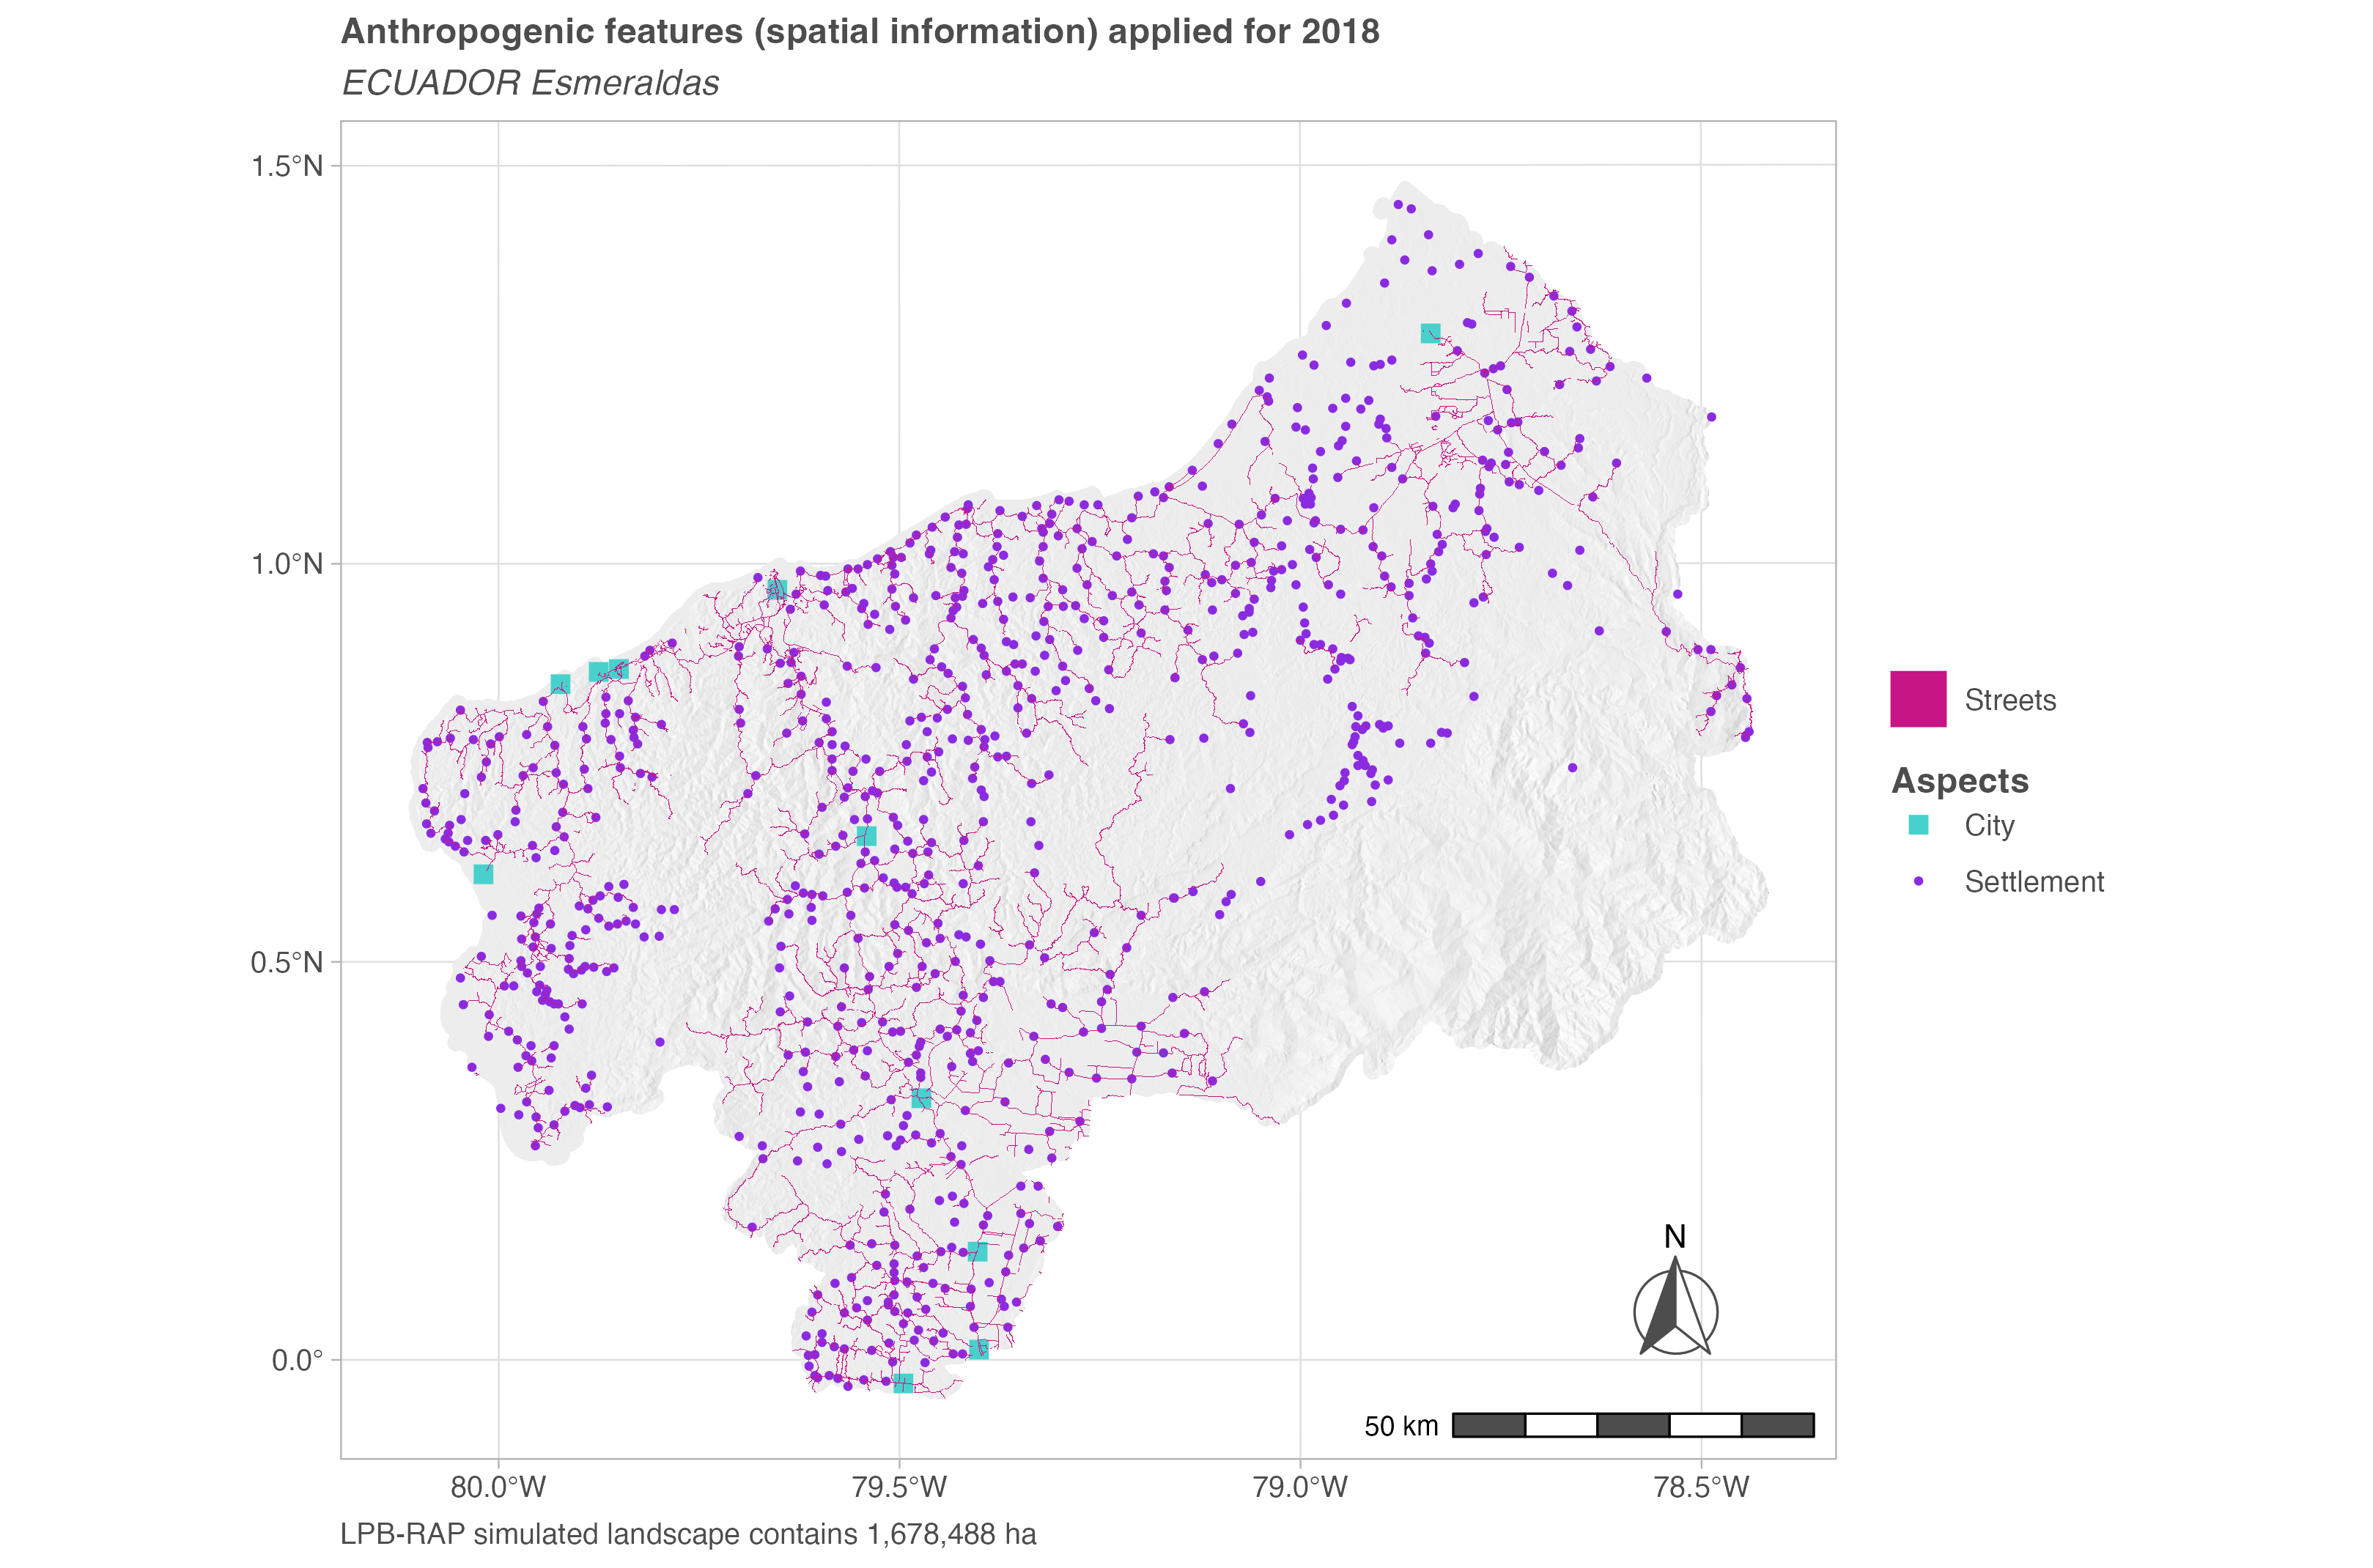 Anthropogenic features (spatial information) applied for 2018
ECUADOR Esmeraldas
1.5°N
1.0°N
0.5°N
0.0°
80.0°W
79.5°W
79.0°W
78.5°W
Streets
Aspects
City
Settlement
N
50 km
LPB-RAP simulated landscape contains 1,678,488 ha